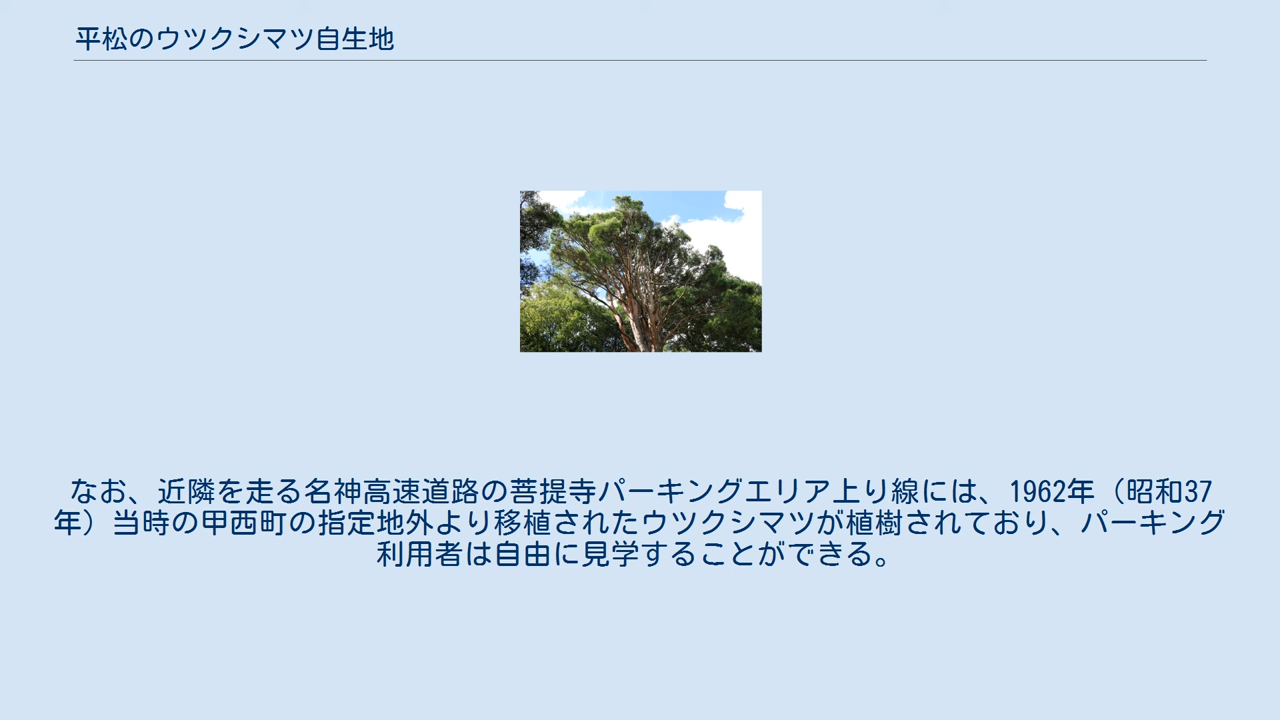 平松のウツクシマツ自生地
なお、近隣を走る名神高速道路の菩提寺パーキングエリア上り線には、1962年（昭和37
年）当時の甲西町の指定地外より移植されたウツクシマツが植樹されており、パーキング
利用者は自由に見学することができる。